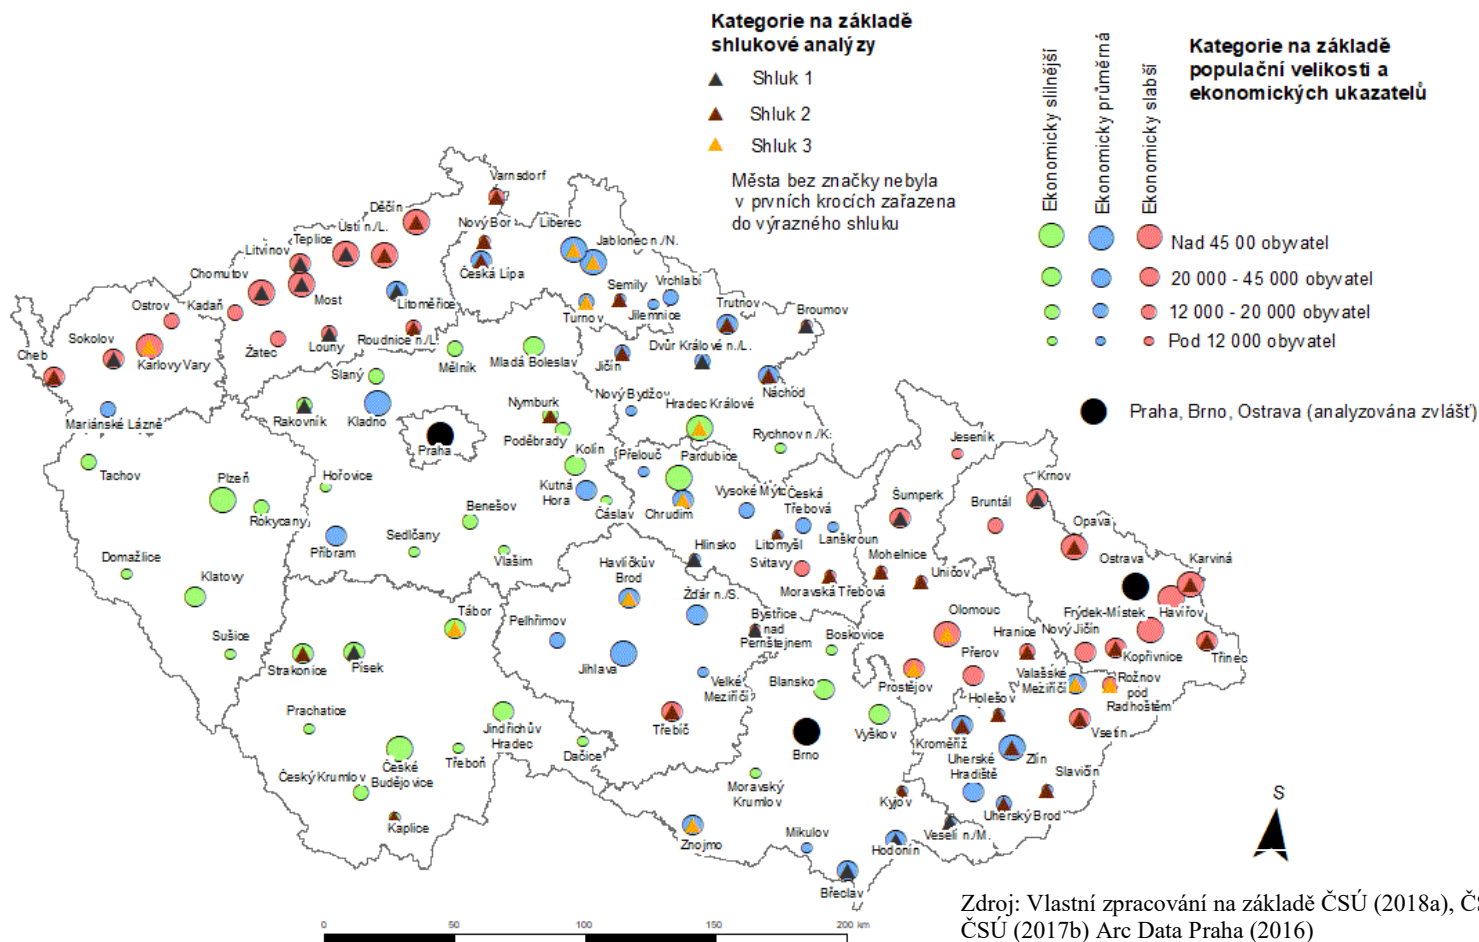 Kategorie na základě
shlukové analýzy
Shluk 1
Shluk 2
Shluk 3
Města bez značky nebyla
v prvních krocích zařazena
do výrazného shluku
Ekonomicky slilnější
Ekonomicky průměrná
Ekonomicky slabší
Kategorie na základě
populační velikosti a
ekonomických ukazatelů
Nad 45 00 obyvatel
20 000 - 45 000 obyvatel
12 000 - 20 000 obyvatel
Pod 12 000 obyvatel
Praha, Brno, Ostrava (analyzována zvlášť)
Varnsdorf
Děčín
Ústí n./L.
Nový Bor
Liberec
Teplice
Litvínov
Jablonec n./N.
Chomutov
Česká Lípa
Semily
Vrchlabí
Ostrov
Kadaň
Most
Litoměřice
Turnov
Jilemnice
Trutnov
Broumov
Sokolov
Karlovy Vary
Žatec
Louny
Roudnice n./L.
Mělník
Mladá Boleslav
Jičín
Dvůr Králové n./L.
Cheb
Slaný
Náchod
Mariánské Lázně
Rakovník
Kladno
Nymburk
Nový Bydžov
Hradec Králové
Praha
Poděbrady
Rychnov n./K.
Jeseník
Tachov
Plzeň
Hořovice
Kolín
Přelouč
Pardubice
Krnov
Rokycany
Kutná
Hora
Vysoké Mýto
Česká
Třebová
Šumperk
Bruntál
Benešov
Čáslav
Chrudim
Opava
Příbram
Sedlčany
Litomyšl
Lanškroun
Domažlice
Vlašim
Hlinsko
Svitavy
Mohelnice
Ostrava
Karviná
Klatovy
Havlíčkův
Brod
Moravská Třebová
Uničov
Tábor
Žďár n./S.
Frýdek-Místek
Havířov
Pelhřimov
Bystřice
nad
Pernštejnem
Olomouc
Sušice
Boskovice
Hranice
Nový Jičín
Strakonice
Písek
Jihlava
Přerov
Kopřivnice
Třinec
Velké
Meziříčí
Blansko
Prostějov
Valašské
Meziříčí
Rožnov
pod
Radhoštěm
Prachatice
Holešov
Jindřichův
Hradec
Třebíč
Vyškov
Kroměříž
Vsetín
České
Budějovice
Třeboň
Dačice
Brno
Uherské
Hradiště
Zlín
Český Krumlov
Moravský
Krumlov
Slavičín
Kaplice
Kyjov
Uherský Brod
Znojmo
Mikulov
Hodonín
Veselí n./M.
Břeclav
S
0 50 100 150 200 km
Zdroj: Vlastní zpracování na základě ČSÚ (2018a), ČS
ČSÚ (2017b) Arc Data Praha (2016)